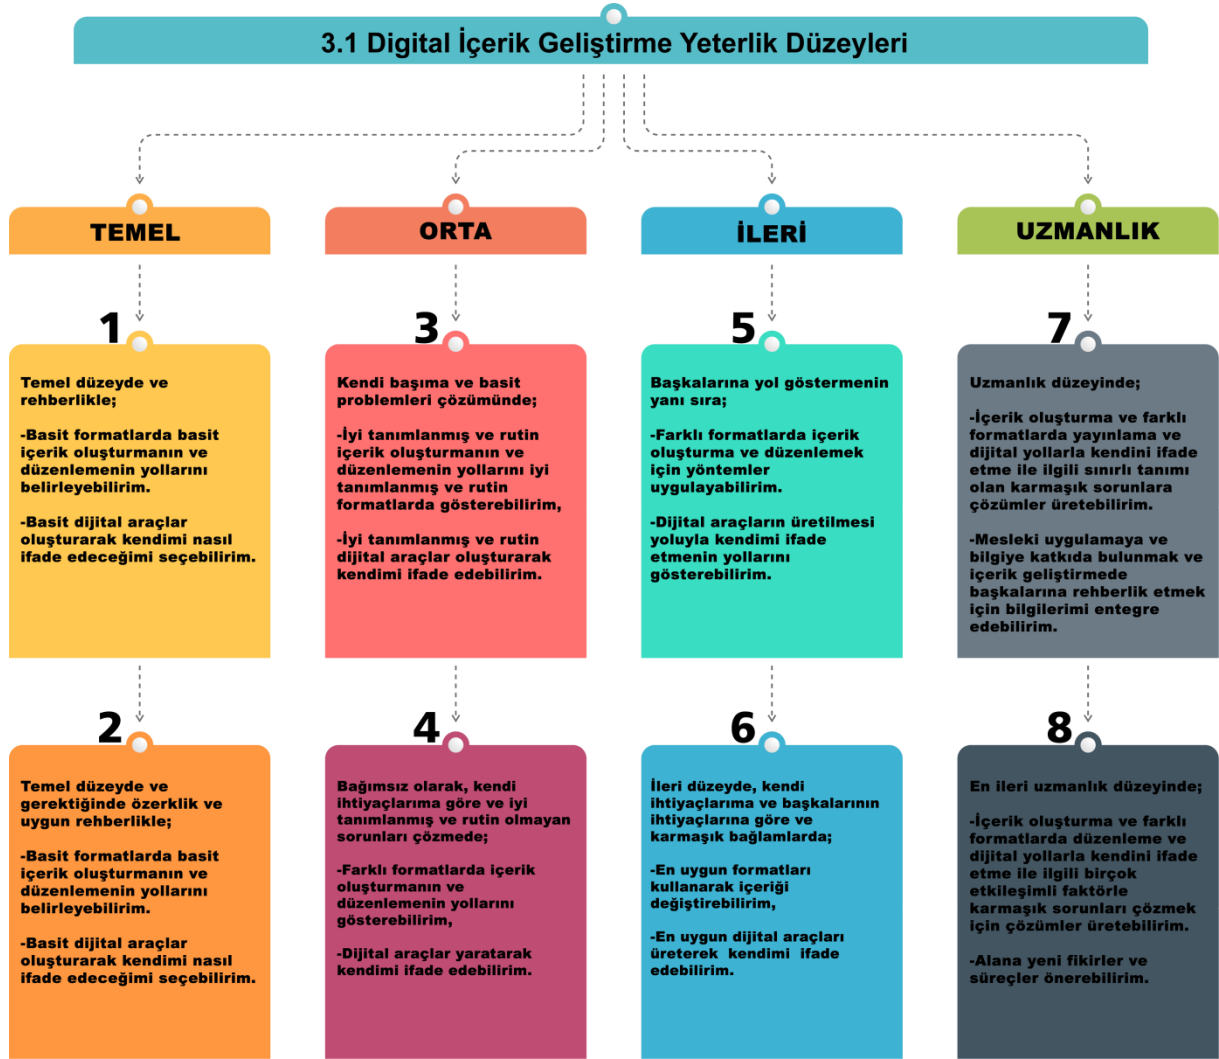 3.1 Digital İçerik Geliştirme Yeterlik Düzeyleri
TEMEL
ORTA
İLERİ
UZMANLIK
1
Temel düzeyde ve
rehberlikle;
-Basit formatlarda basit
içerik oluşturmanın ve
düzenlemenin yollarını
belirleyebilirim.
-Basit dijital araçlar
oluşturarak kendimi nasıl
ifade edeceğimi seçebilirim.
3
Kendi başıma ve basit
problemleri çözümünde;
-İyi tanımlanmış ve rutin
içerik oluşturmanın ve
düzenlemenin yollarını iyi
tanımlanmış ve rutin
formatlarda gösterebilirim,
-İyi tanımlanmış ve rutin
dijital araçlar oluşturarak
kendimi ifade edebilirim.
5
Başkalarına yol göstermenin
yanı sıra;
-Farklı formatlarda içerik
oluşturma ve düzenlemek
için yöntemler
uygulayabilirim.
-Dijital araçların üretilmesi
yoluyla kendimi ifade
etmenin yollarını
gösterebilirim.
7
Uzmanlık düzeyinde;
-İçerik oluşturma ve farklı
formatlarda yayınlama ve
dijital yollarla kendini ifade
etme ile ilgili sınırlı tanımı
olan karmaşık sorunlara
çözümler üretebilirim.
-Mesleki uygulamaya ve
bilgiye katkıda bulunmak ve
içerik geliştirmede
başkalarına rehberlik etmek
için bilgilerimi entegre
edebilirim.
2
Temel düzeyde ve
gerektiğinde özerklik ve
uygun rehberlikle;
-Basit formatlarda basit
içerik oluşturmanın ve
düzenlemenin yollarını
belirleyebilirim.
-Basit dijital araçlar
oluşturarak kendimi nasıl
ifade edeceğimi seçebilirim.
4
Bağımsız olarak, kendi
ihtiyaçlarıma göre ve iyi
tanımlanmış ve rutin olmayan
sorunları çözmede;
-Farklı formatlarda içerik
oluşturmanın ve
düzenlemenin yollarını
gösterebilirim,
-Dijital araçlar yaratarak
kendimi ifade edebilirim.
6
İleri düzeyde, kendi
ihtiyaçlarıma ve başkalarının
ihtiyaçlarına göre ve
karmaşık bağlamlarda;
-En uygun formatları
kullanarak içeriği
değiştirebilirim,
-En uygun dijital araçları
üreterek kendimi ifade
edebilirim.
8
En ileri uzmanlık düzeyinde;
-İçerik oluşturma ve farklı
formatlarda düzenleme ve
dijital yollarla kendini ifade
etme ile ilgili birçok
etkileşimli faktörle
karmaşık sorunları çözmek
için çözümler üretebilirim.
-Alana yeni fikirler ve
süreçler önerebilirim.